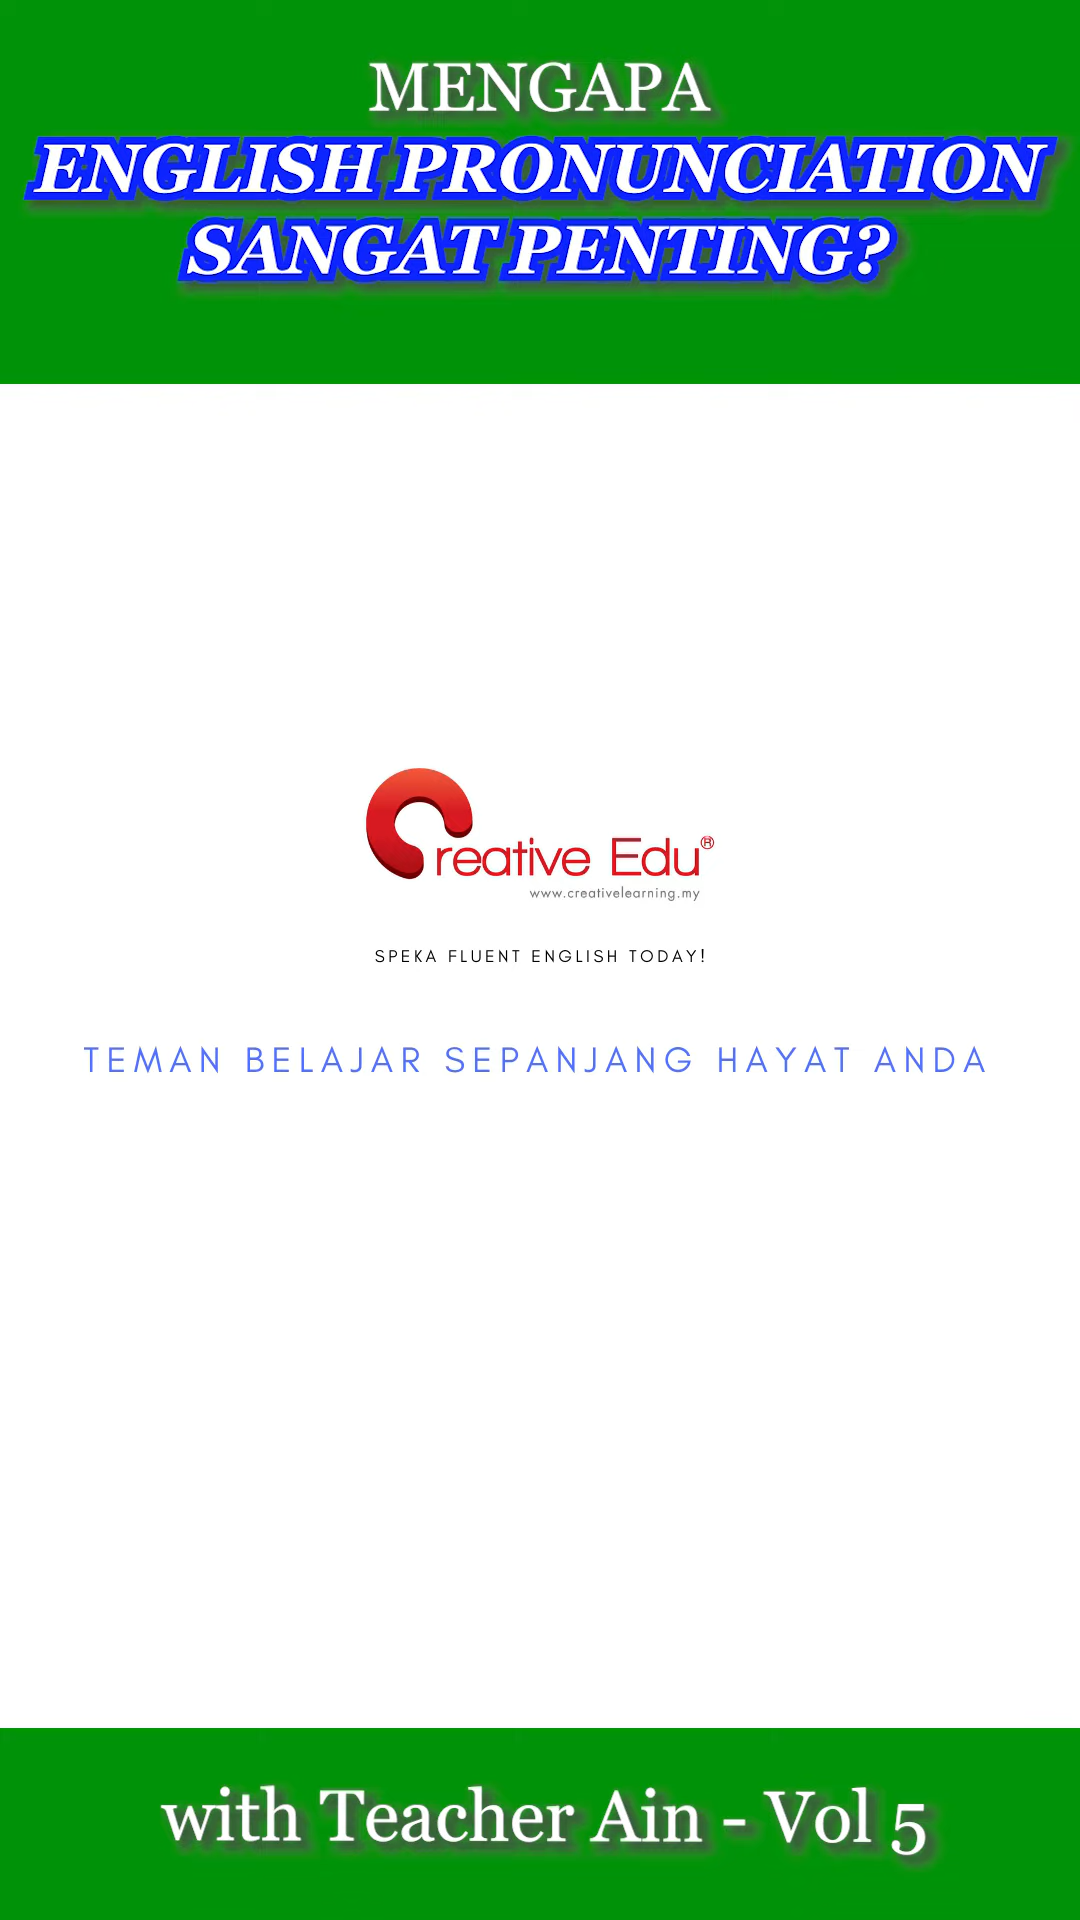 MENGAPA
ENGLISH PRONUNCIATION
SANGAT PENTING?
Creative Edu®
www.creativelearning.my
SPEKA FLUENT ENGLISH TODAY!
TEMAN BELAJAR SEPANJANG HAYAT ANDA
with Teacher Ain - Vol 5